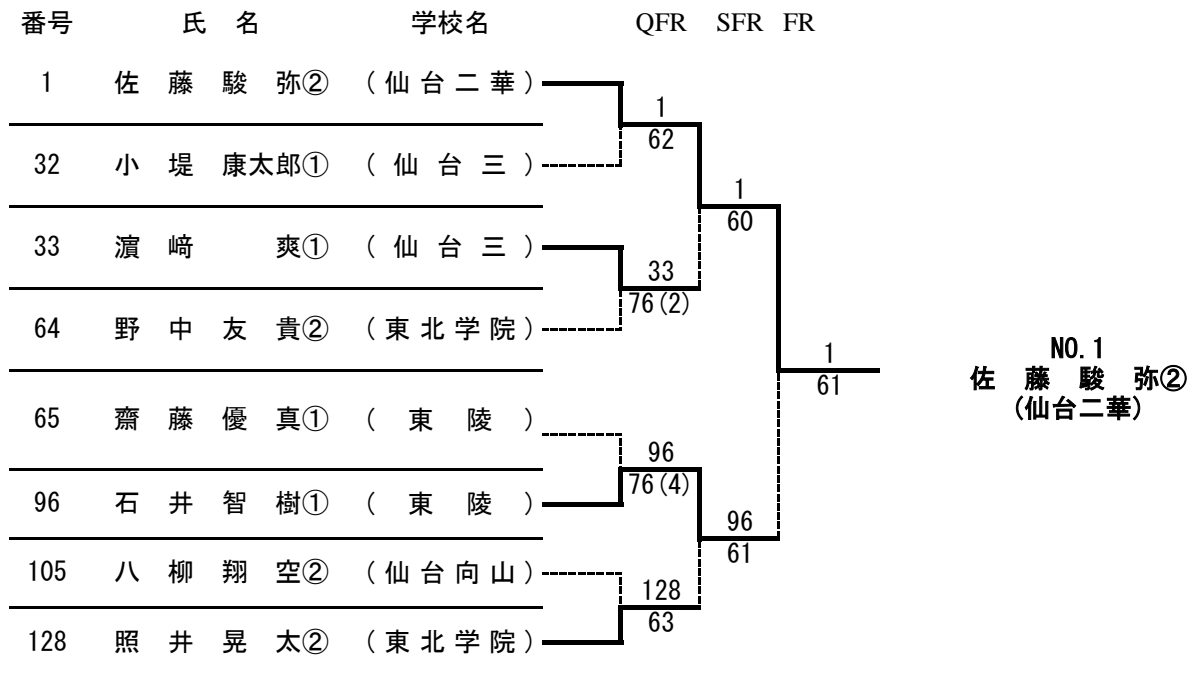 番号 氏 名 学校名 QFR SFR FR
1 佐 藤 駿 弥② (仙台二華)
1
62
32 小 堤 康太郎① (仙 台 三)
1
60
33 濵 﨑 爽① (仙 台 三)
33
76(2)
64 野 中 友 貴② (東北学院)
1
61
NO.1
佐 藤 駿 弥②
(仙台二華)
65 齋 藤 優 真① (東 陵)
96
76(4)
96 石 井 智 樹① (東 陵)
96
61
105 八 柳 翔 空② (仙台向山)
128
63
128 照 井 晃 太② (東北学院)